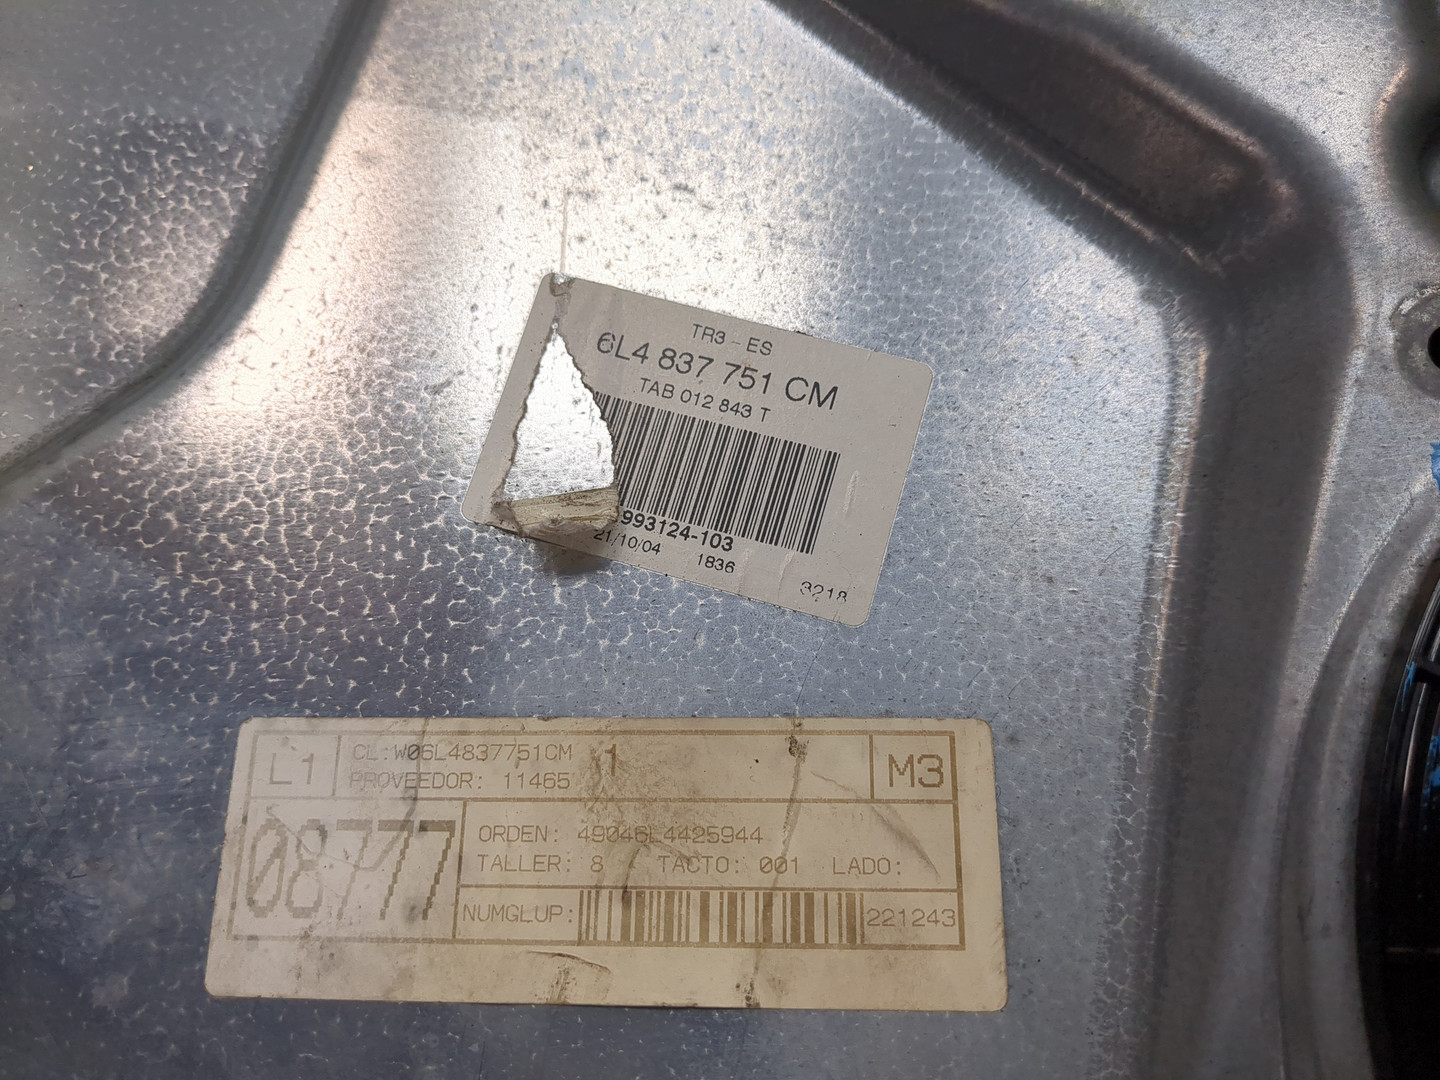 TR3-ES
6L4 837 751 CM
TAB 012 843 T
993124-103
21/10/04 1836
3218
L1
CL:W06L4837751CM 1
PROVEEDOR: 11465
M3
08777
ORDEN: 49046L4425944
TALLER: 8 TACTO: 001 LADO:
NUMGLUP: 221243